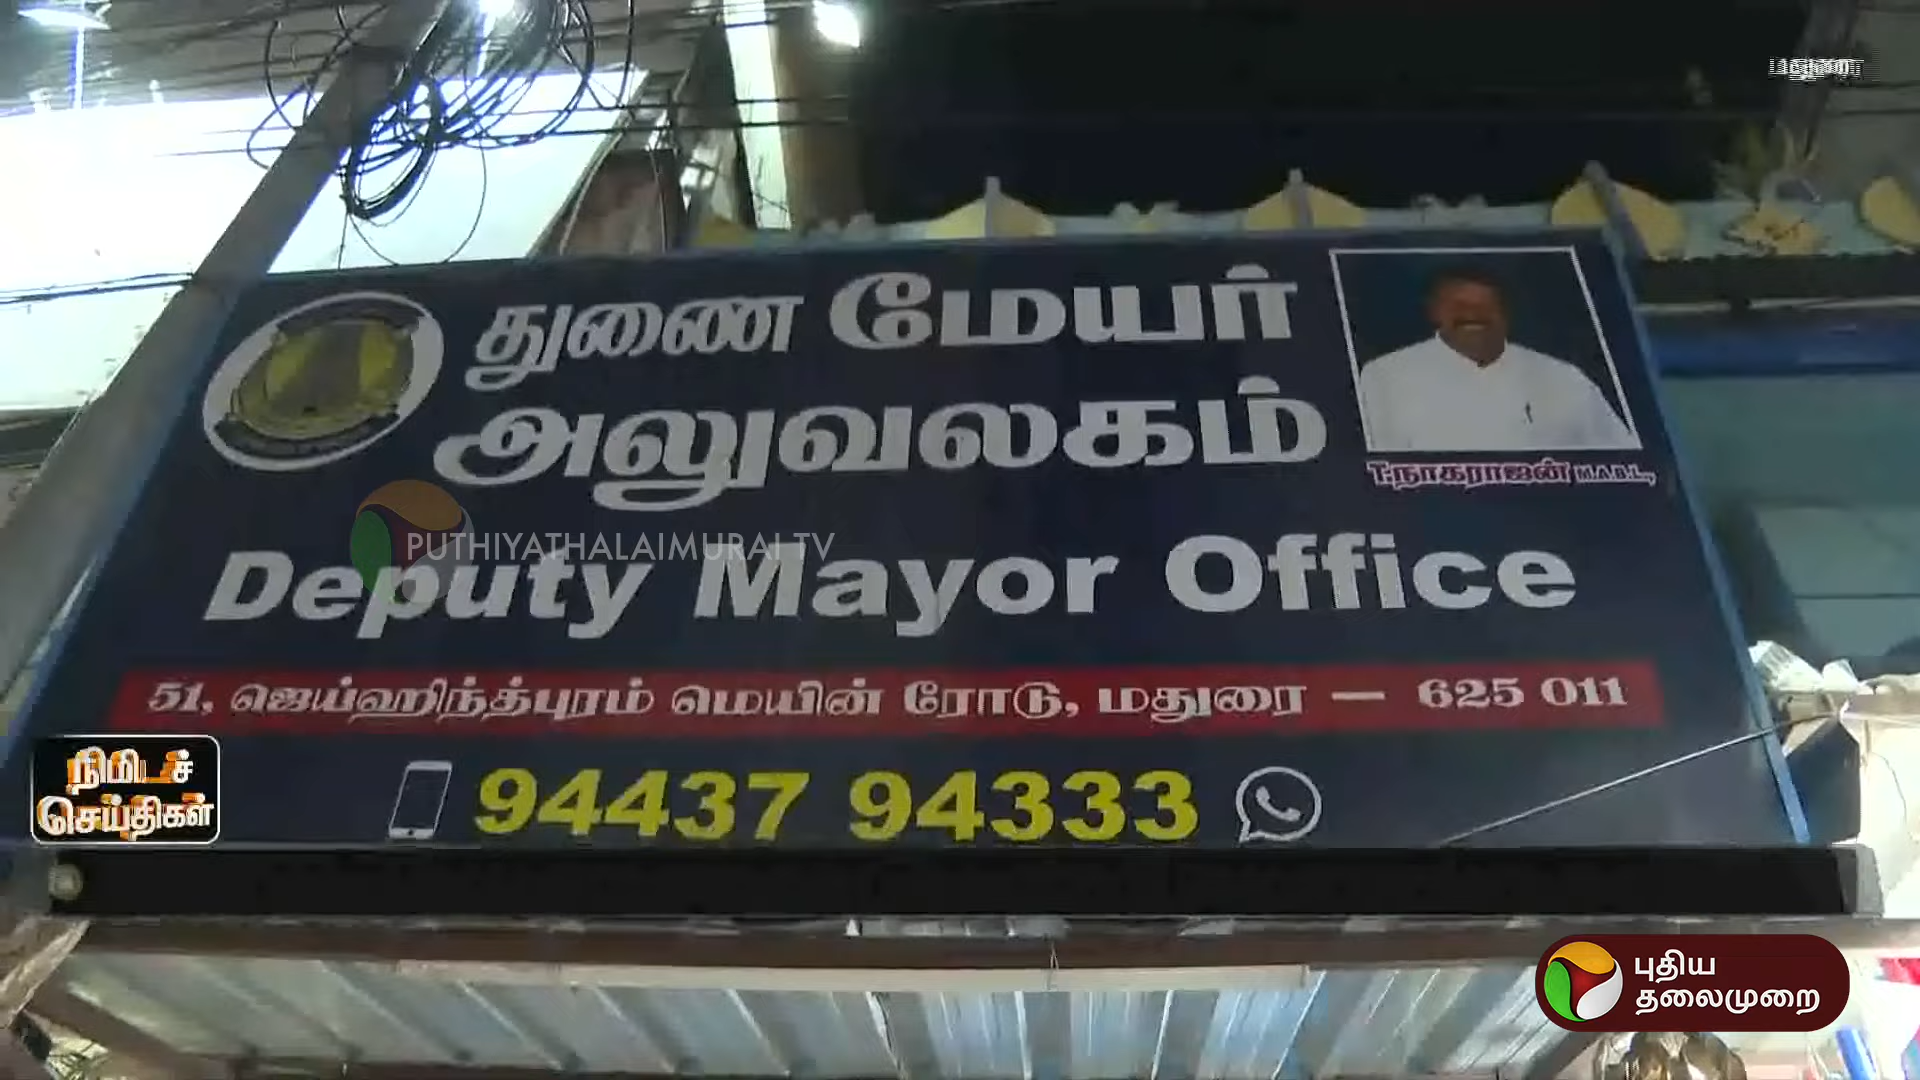 துணை மேயர்
அலுவலகம்
T.நாகராஜன் M.A.B.L.,
PUTHIYATHALAIMURAI TV
Deputy Mayor Office
51, ஜெய்ஹிந்த்புரம் மெயின் ரோடு, மதுரை — 625 011
நிமிடச்
செய்திகள்
94437 94333
புதிய
தலைமுறை